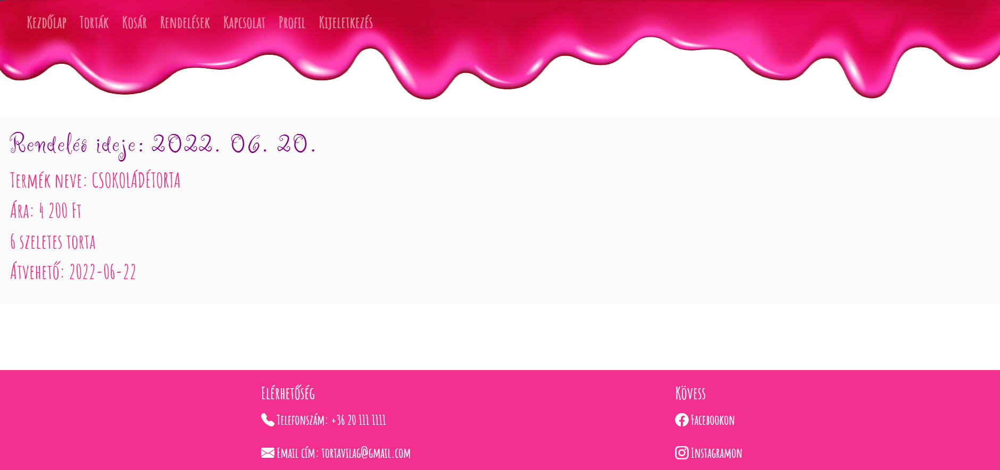 Kezdőlap Torták Kosár Rendelések Kapcsolat Profil Kijeletkezés
Rendelés ideje: 2022. 06. 20.
Termék neve: CSOKOLÁDÉTORTA
Ára: 4 200 Ft
6 szeletes torta
Átvehető: 2022-06-22
Elérhetőség
Telefonszám: +36 20 111 1111
Email cím: tortavilag@gmail.com
Kövess
Facebookon
Instagramon